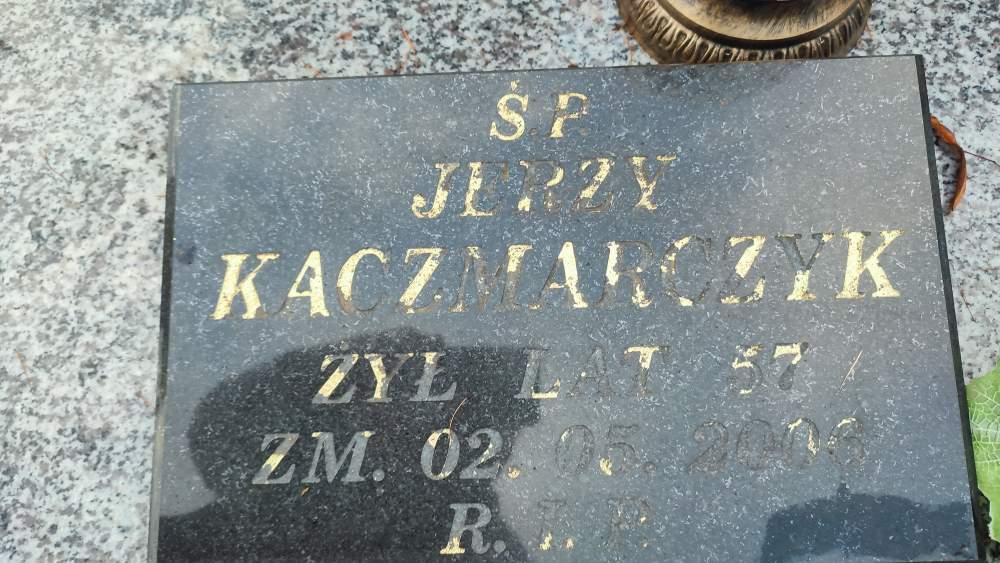 Ś.P.
JERZY
KACZMARCZYK
ŻYŁ LAT 57
ZM. 02. 05. 2006
R. I. P.